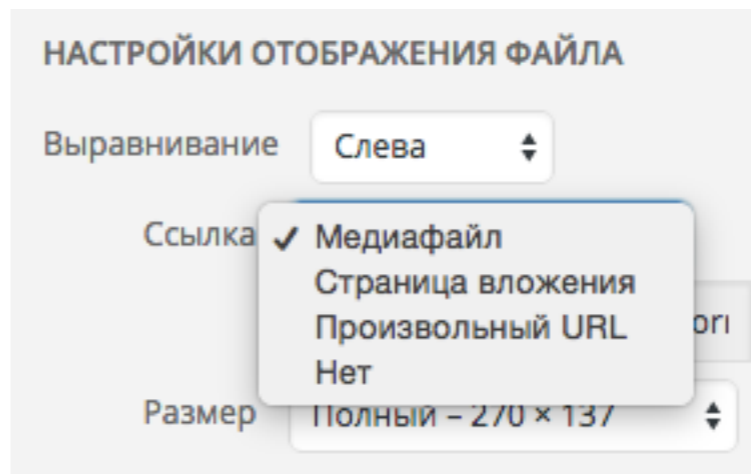 НАСТРОЙКИ ОТОБРАЖЕНИЯ ФАЙЛА
Выравнивание Слева
Ссылка ✓ Медиафайл
Страница вложения
Произвольный URL
Нет
Размер Полный – 270 × 137